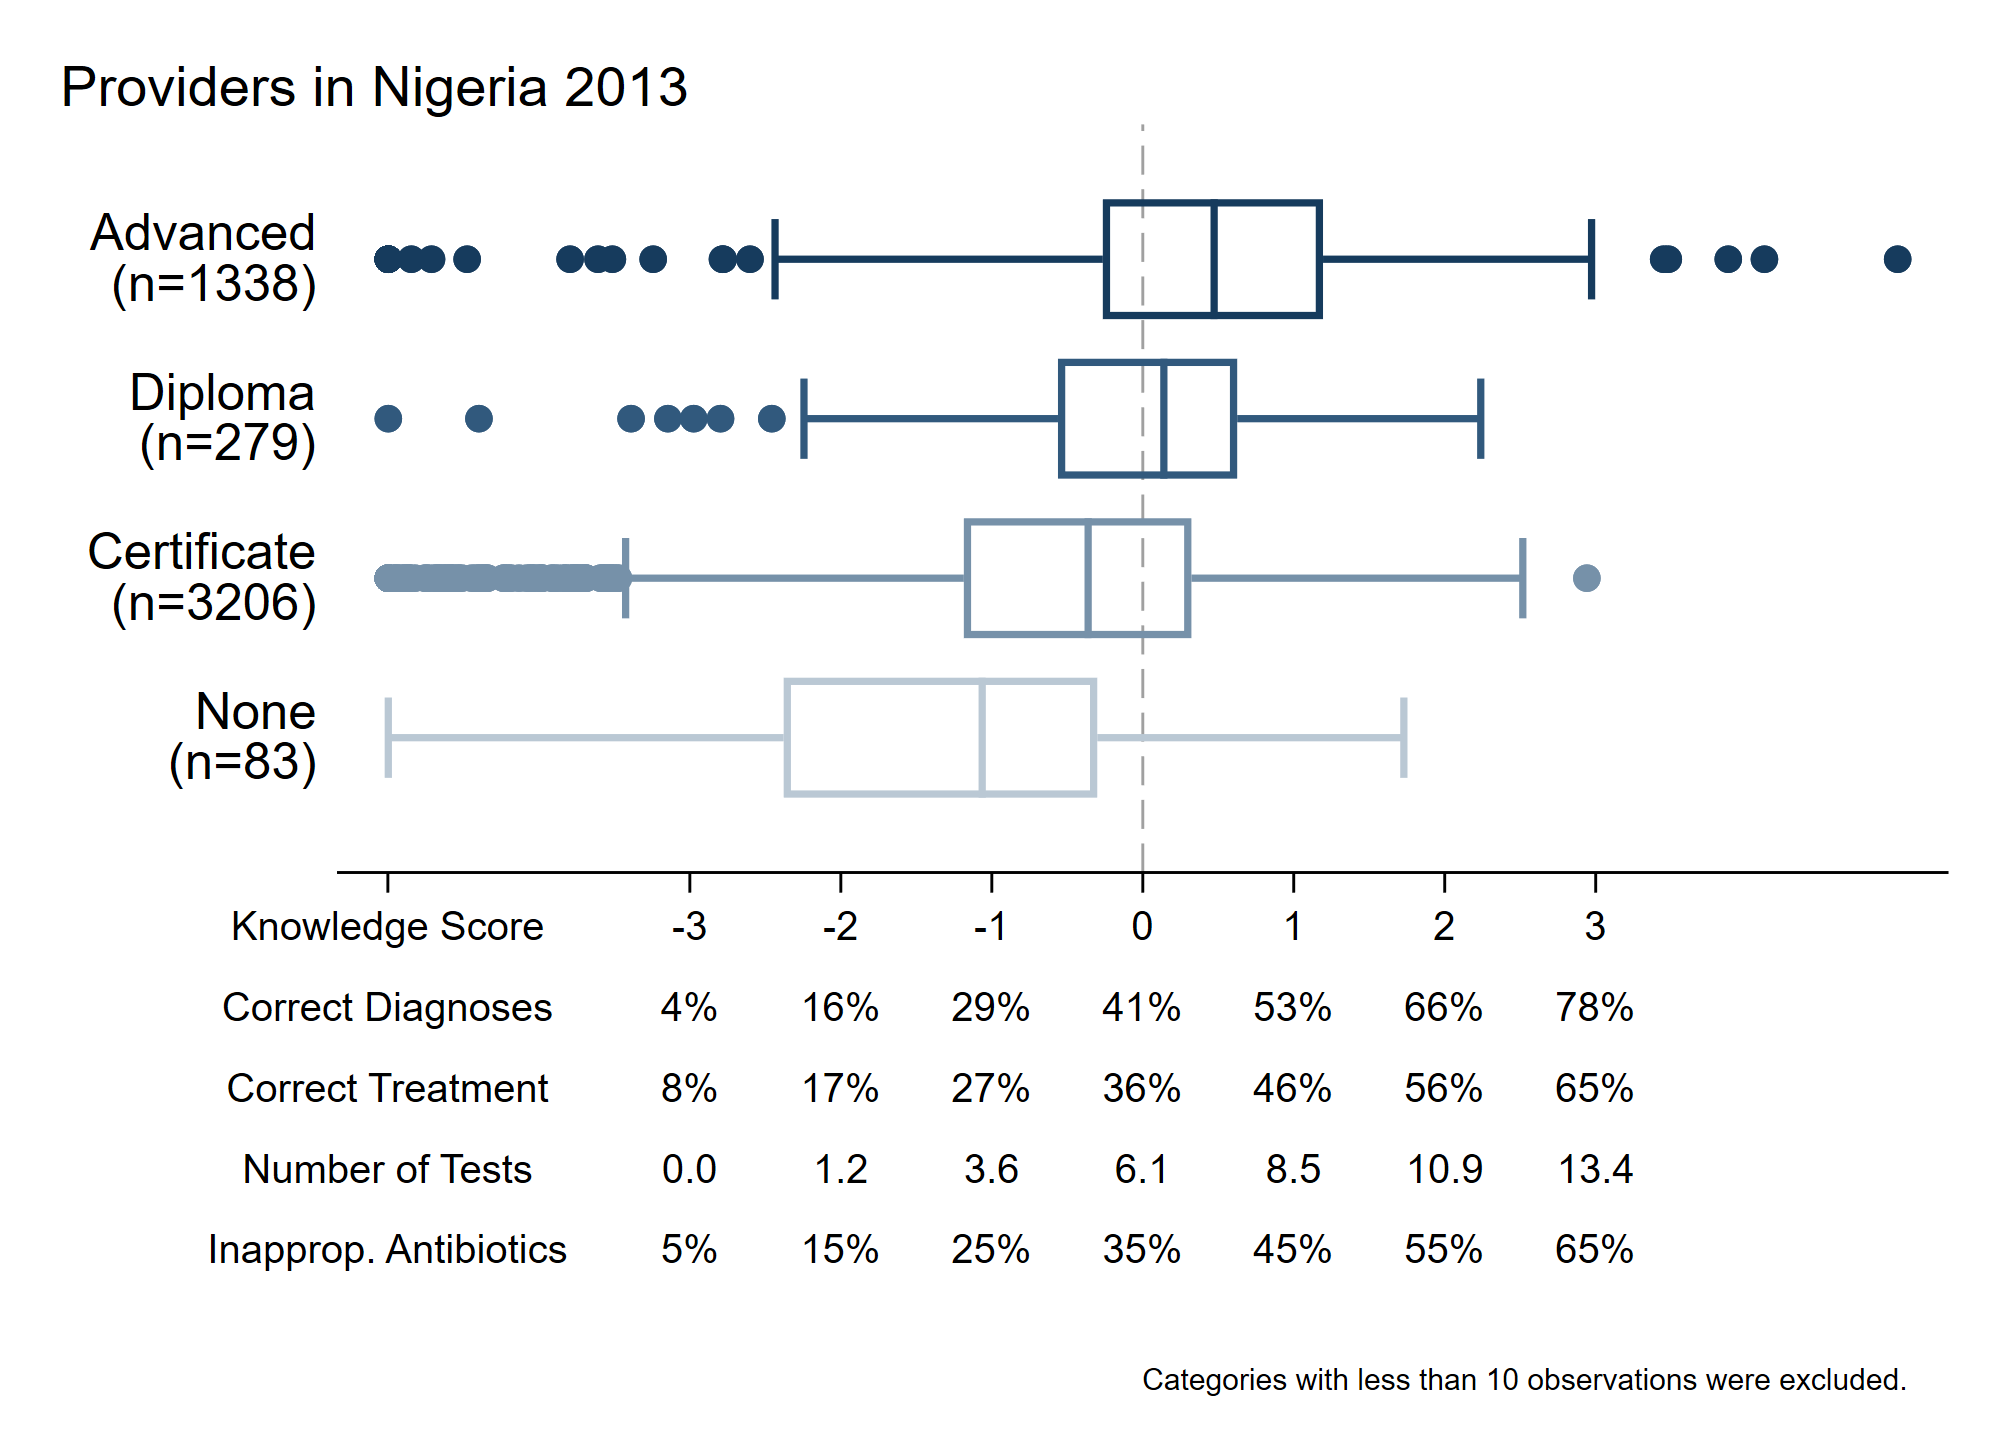 Providers in Nigeria 2013
Advanced
(n=1338)
Diploma
(n=279)
Certificate
(n=3206)
None
(n=83)
Knowledge Score -3 -2 -1 0 1 2 3
Correct Diagnoses 4% 16% 29% 41% 53% 66% 78%
Correct Treatment 8% 17% 27% 36% 46% 56% 65%
Number of Tests 0.0 1.2 3.6 6.1 8.5 10.9 13.4
Inapprop. Antibiotics 5% 15% 25% 35% 45% 55% 65%
Categories with less than 10 observations were excluded.